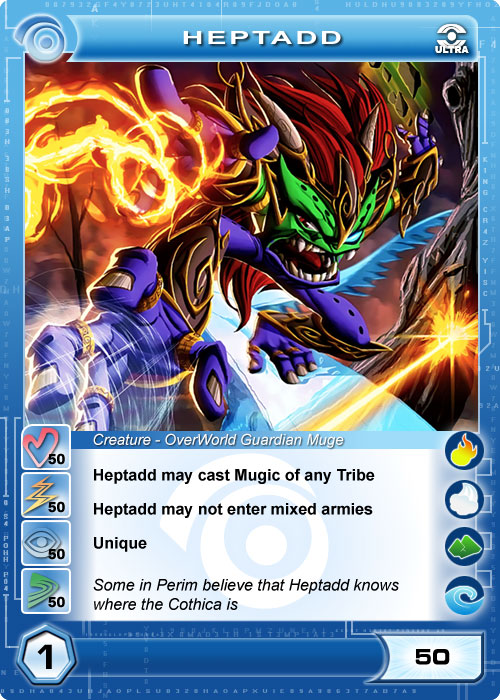 HEPTADD
ULTRA
Creature - OverWorld Guardian Muge
50
Heptadd may cast Mugic of any Tribe
50
Heptadd may not enter mixed armies
50
Unique
50
Some in Perim believe that Heptadd knows
where the Cothica is
1
50